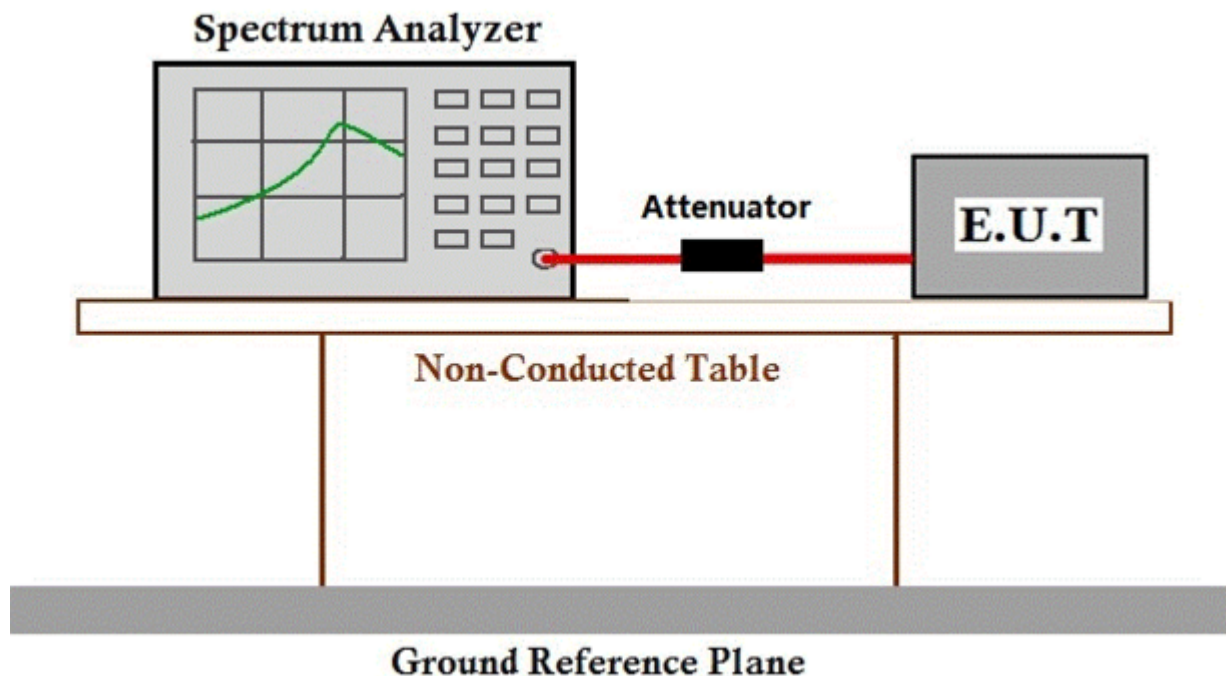 Spectrum Analyzer
Attenuator
E.U.T
Non-Conducted Table
Ground Reference Plane